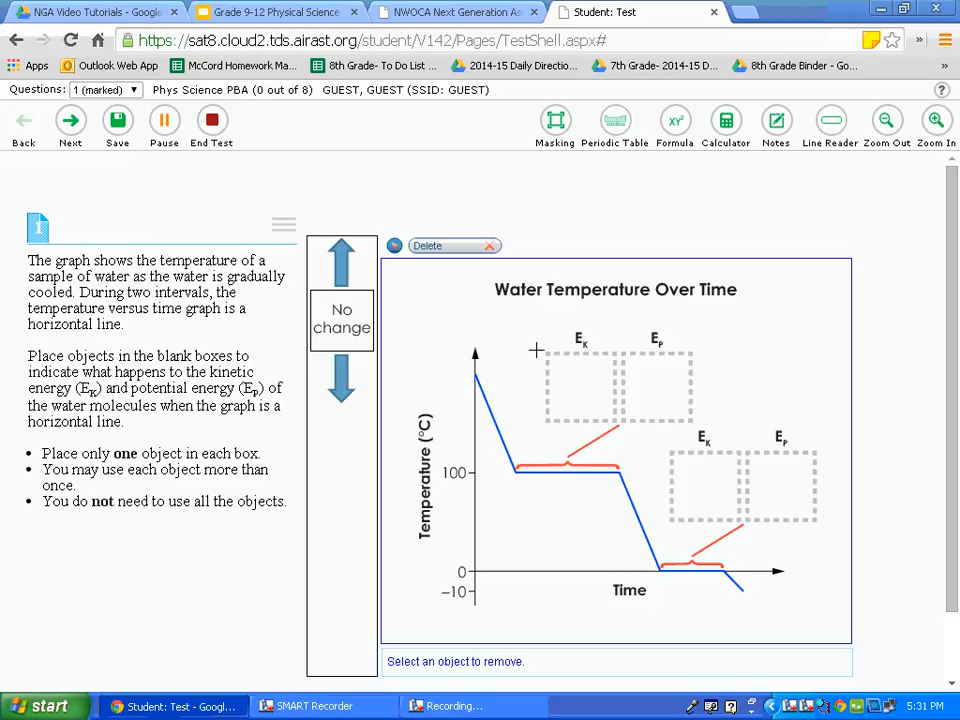 NGA Video Tutorials - Google
Grade 9-12 Physical Science
NWOCA Next Generation As
Student: Test
https://sat8.cloud2.tds.airast.org/student/V142/Pages/TestShell.aspx#
Apps
Outlook Web App
McCord Homework Ma...
8th Grade- To Do List ...
2014-15 Daily Directio...
7th Grade- 2014-15 D...
8th Grade Binder - Go...
Questions: 1 (marked)
Phys Science PBA (0 out of 8)
GUEST, GUEST (SSID: GUEST)
Back
Next
Save
Pause
End Test
Masking
Periodic Table
Formula
Calculator
Notes
Line Reader
Zoom Out
Zoom In
1
The graph shows the temperature of a
sample of water as the water is gradually
cooled. During two intervals, the
temperature versus time graph is a
horizontal line.
Place objects in the blank boxes to
indicate what happens to the kinetic
energy (EK) and potential energy (EP) of
the water molecules when the graph is a
horizontal line.
• Place only one object in each box.
• You may use each object more than
once.
• You do not need to use all the objects.
No
change
Delete
Water Temperature Over Time
EK EP
EK EP
Temperature (°C)
100
0
–10
Time
Select an object to remove.
start
Student: Test - Googl...
SMART Recorder
Recording...
5:31 PM